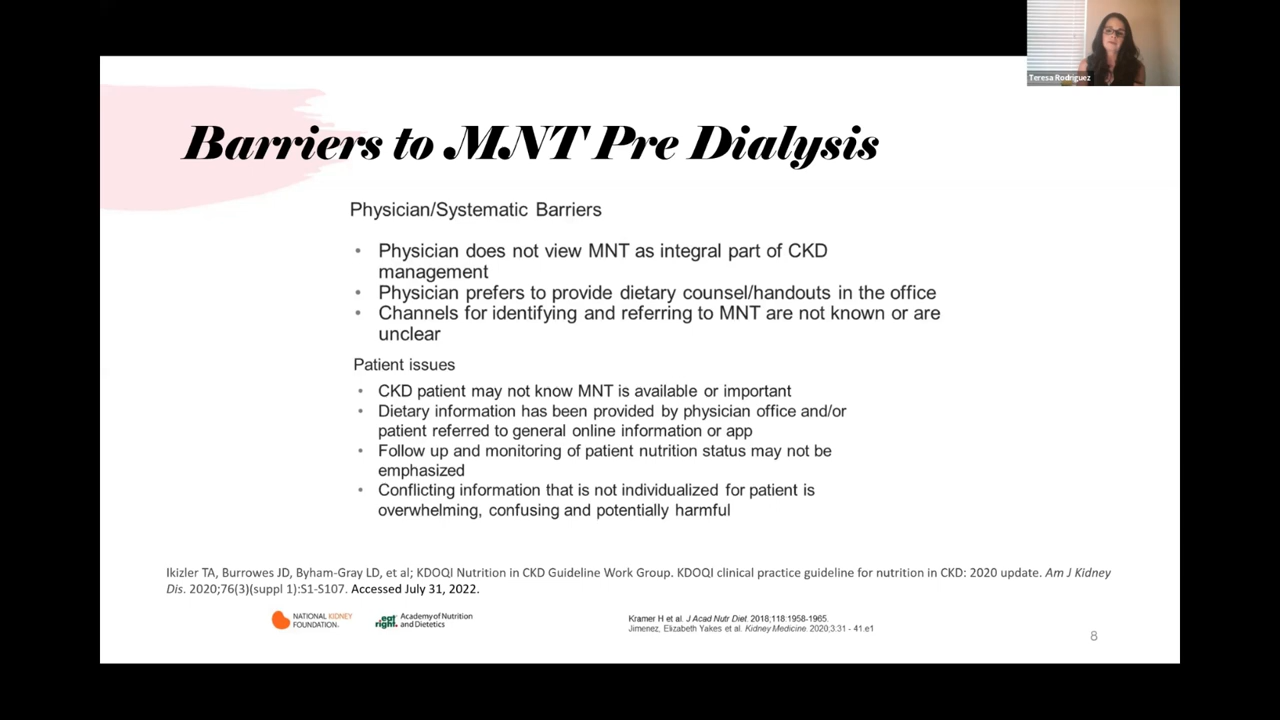 Teresa Rodriguez
Barriers to MNT Pre Dialysis
Physician/Systematic Barriers
• Physician does not view MNT as integral part of CKD
management
• Physician prefers to provide dietary counsel/handouts in the office
• Channels for identifying and referring to MNT are not known or are
unclear
Patient issues
• CKD patient may not know MNT is available or important
• Dietary information has been provided by physician office and/or
patient referred to general online information or app
• Follow up and monitoring of patient nutrition status may not be
emphasized
• Conflicting information that is not individualized for patient is
overwhelming, confusing and potentially harmful
Ikizler TA, Burrowes JD, Byham-Gray LD, et al; KDOQI Nutrition in CKD Guideline Work Group. KDOQI clinical practice guideline for nutrition in CKD: 2020 update. Am J Kidney
Dis. 2020;76(3)(suppl 1):S1-S107. Accessed July 31, 2022.
NATIONAL KIDNEY
FOUNDATION.
eat
right.
Academy of Nutrition
and Dietetics
Kramer H et al. J Acad Nutr Diet. 2018;118:1958-1965.
Jimenez, Elizabeth Yakes et al. Kidney Medicine. 2020;3:31 - 41.e1
8